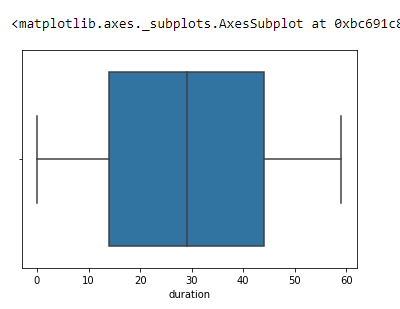 <matplotlib.axes._subplots.AxesSubplot at 0xbc691c8
0 10 20 30 40 50 60
duration